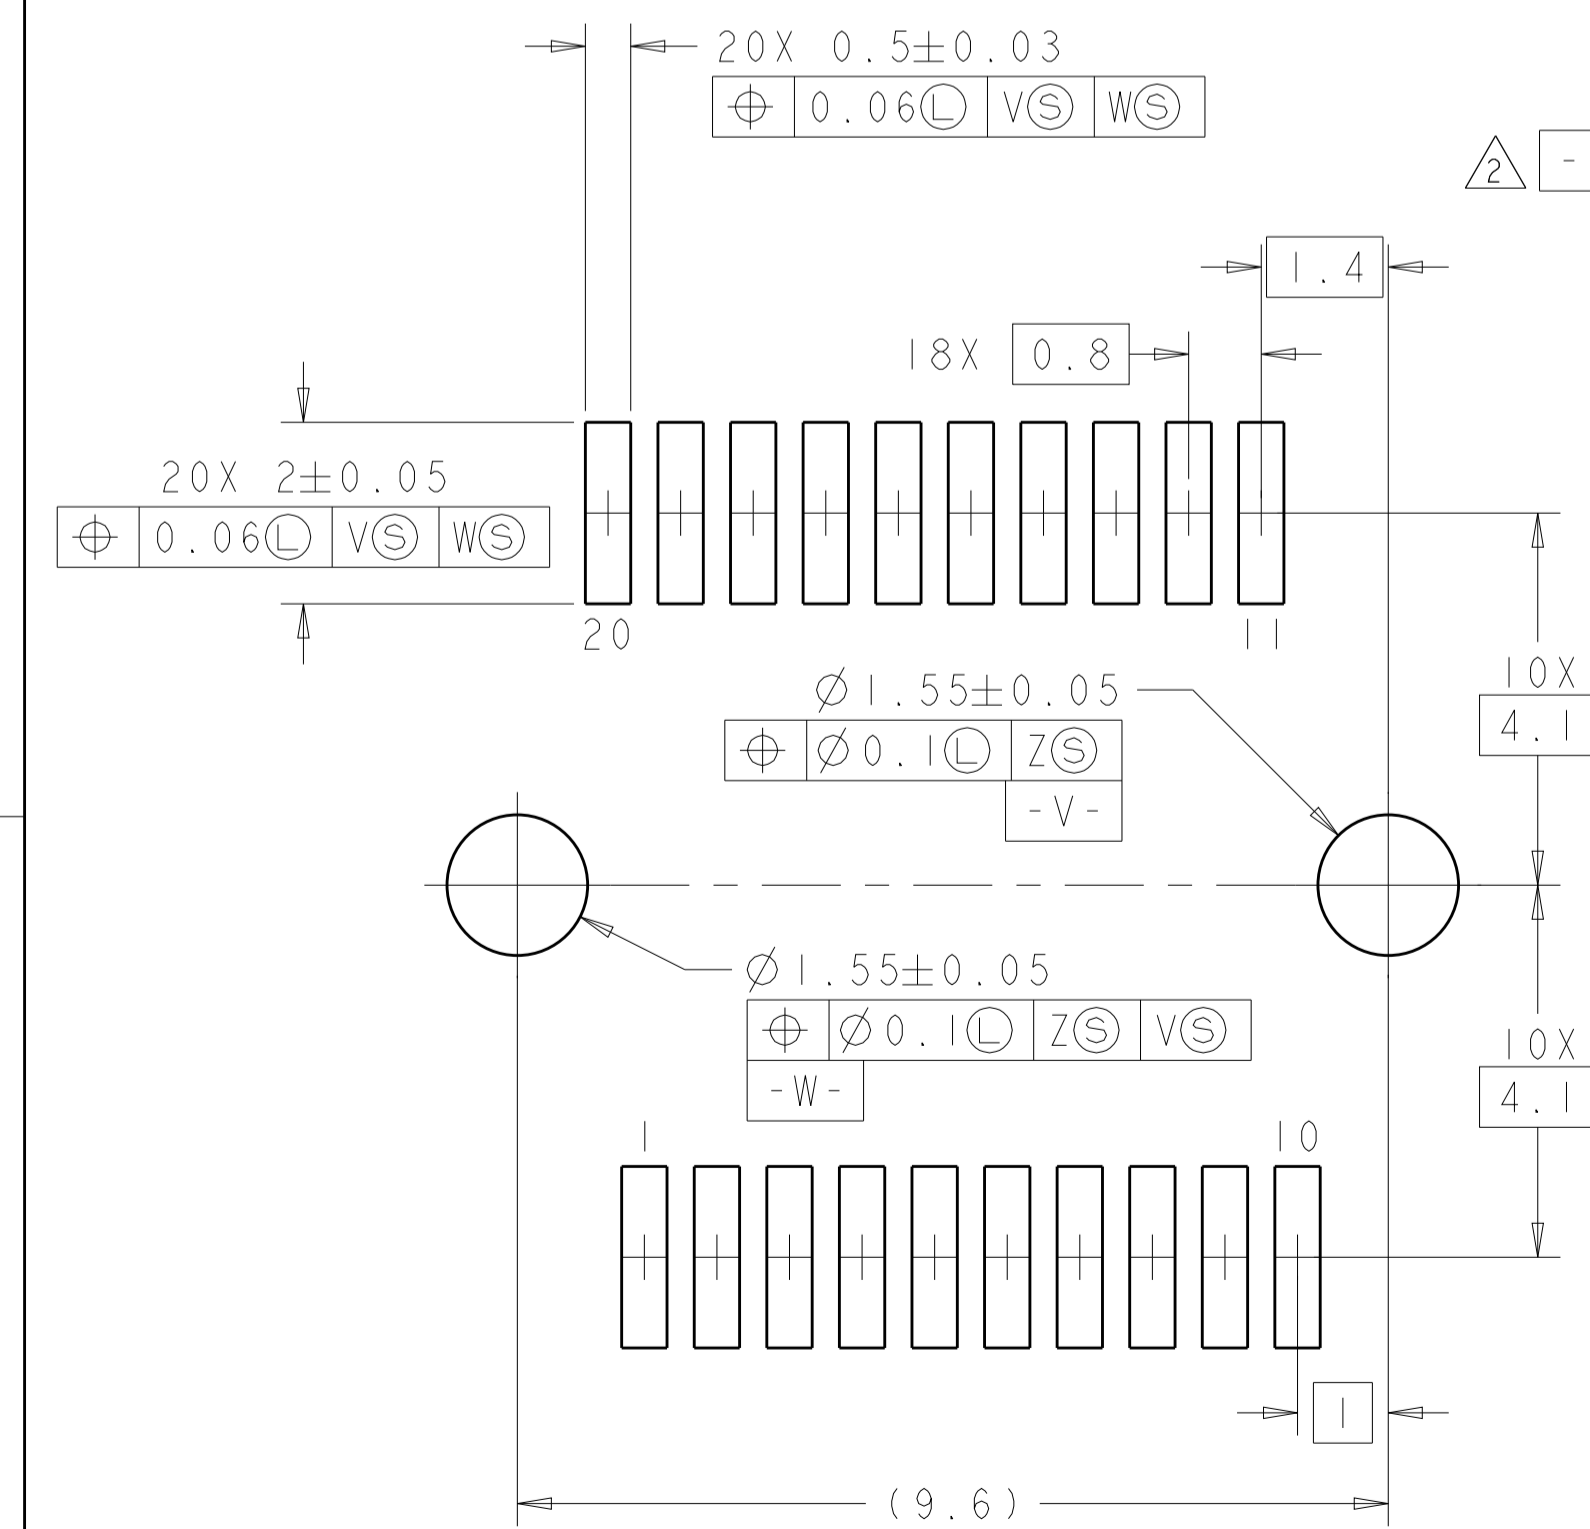 20X 0.5±0.03
⌖ 0.06Ⓛ VⓈ WⓈ
2 -
1.4
18X 0.8
20X 2±0.05
⌖ 0.06Ⓛ VⓈ WⓈ
20 11
Ø1.55±0.05
⌖ Ø0.1Ⓛ ZⓈ
-V-
10X
4.1
Ø1.55±0.05
⌖ Ø0.1Ⓛ ZⓈ VⓈ
-W-
10X
4.1
1 10
1
(9.6)